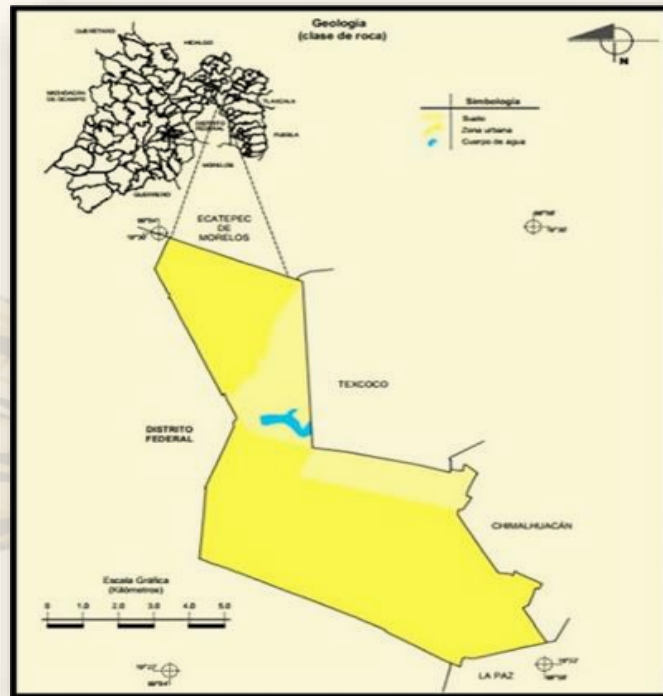 Geología
(clase de roca)
QUERÉTARO
HIDALGO
MICHOACÁN
DE OCAMPO
TLAXCALA
DISTRITO
FEDERAL
PUEBLA
MORELOS
GUERRERO
N
Simbología
Suelo
Zona urbana
Cuerpo de agua
ECATEPEC
DE
MORELOS
TEXCOCO
DISTRITO
FEDERAL
CHIMALHUACÁN
Escala Gráfica
(Kilómetros)
0 1.0 2.0 3.0 4.0 5.0
LA PAZ